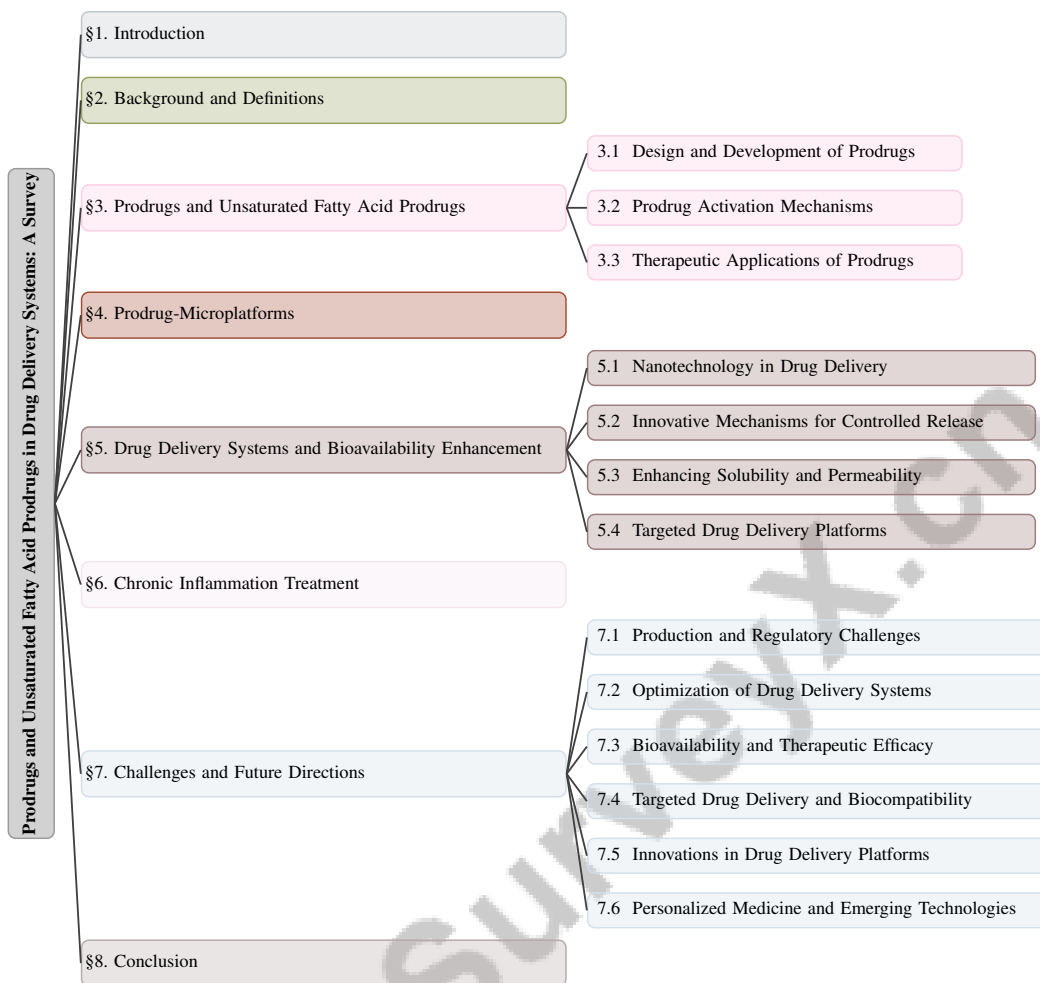 Prodrugs and Unsaturated Fatty Acid Prodrugs in Drug Delivery Systems: A Survey
§1. Introduction
§2. Background and Definitions
§3. Prodrugs and Unsaturated Fatty Acid Prodrugs
3.1 Design and Development of Prodrugs
3.2 Prodrug Activation Mechanisms
3.3 Therapeutic Applications of Prodrugs
§4. Prodrug-Microplatforms
§5. Drug Delivery Systems and Bioavailability Enhancement
5.1 Nanotechnology in Drug Delivery
5.2 Innovative Mechanisms for Controlled Release
5.3 Enhancing Solubility and Permeability
5.4 Targeted Drug Delivery Platforms
§6. Chronic Inflammation Treatment
§7. Challenges and Future Directions
7.1 Production and Regulatory Challenges
7.2 Optimization of Drug Delivery Systems
7.3 Bioavailability and Therapeutic Efficacy
7.4 Targeted Drug Delivery and Biocompatibility
7.5 Innovations in Drug Delivery Platforms
7.6 Personalized Medicine and Emerging Technologies
§8. Conclusion
SurveyX.cn